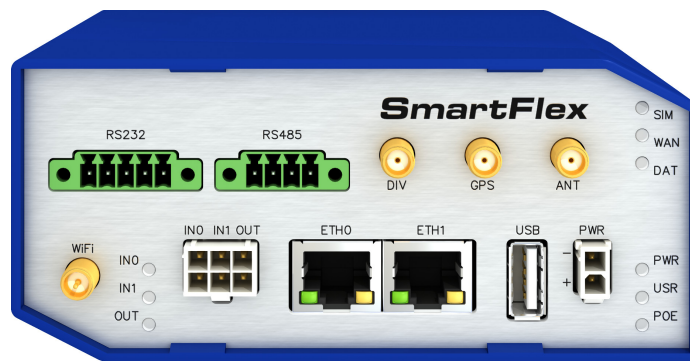 SmartFlex
SIM
WAN
DAT
RS232
RS485
DIV
GPS
ANT
WiFi
IN0
IN1
OUT
IN0 IN1 OUT
ETH0
ETH1
USB
PWR
-
+
PWR
USR
POE